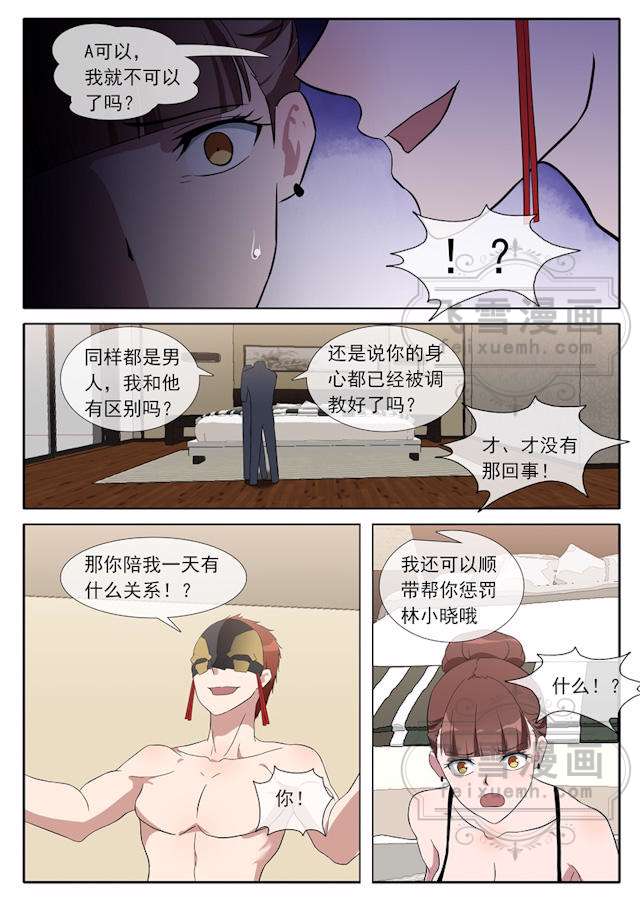 A可以，
我就不可以
了吗？
！？
飞雪漫画
feixuemh.com
同样都是男
人，我和他
有区别吗？
还是说你的身
心都已经被调
教好了吗？
才、才没有
那回事！
那你陪我一天有
什么关系！？
你！
我还可以顺
带帮你惩罚
林小晓哦
什么！？
飞雪漫画
feixuemh.com